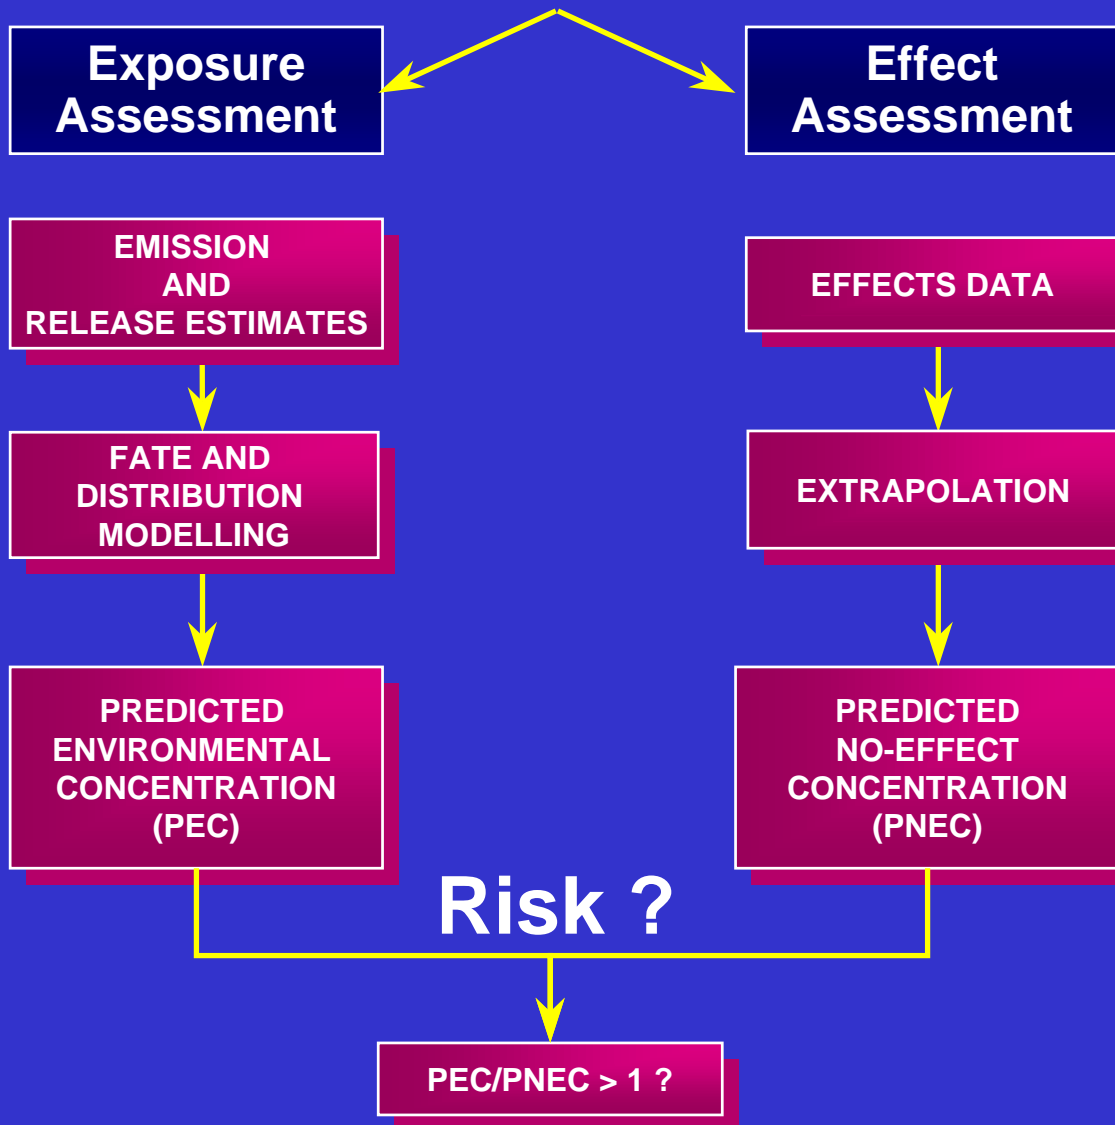 Exposure
Assessment
Effect
Assessment
EMISSION
AND
RELEASE ESTIMATES
EFFECTS DATA
FATE AND
DISTRIBUTION
MODELLING
EXTRAPOLATION
PREDICTED
ENVIRONMENTAL
CONCENTRATION
(PEC)
PREDICTED
NO-EFFECT
CONCENTRATION
(PNEC)
Risk ?
PEC/PNEC > 1 ?